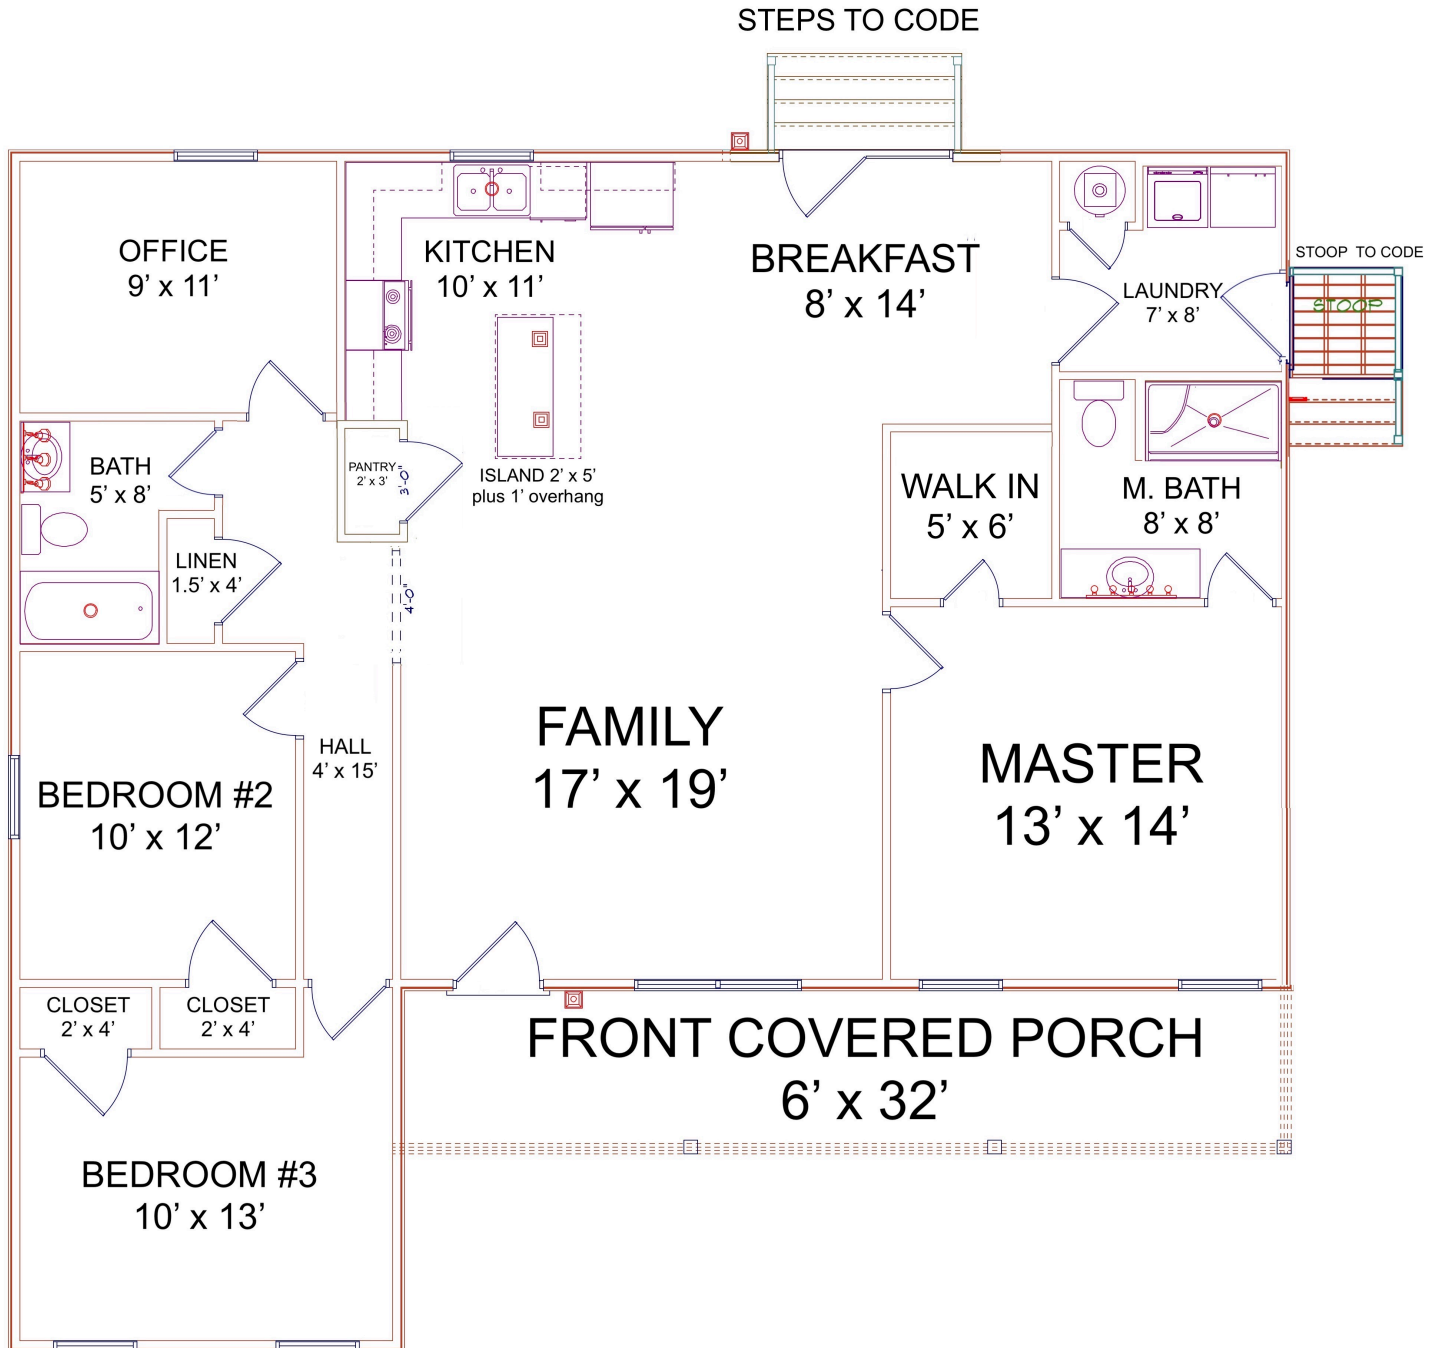 STEPS TO CODE
OFFICE
9’ x 11’
KITCHEN
10’ x 11’
BREAKFAST
8’ x 14’
LAUNDRY
7’ x 8’
STOOP TO CODE
STOOP
BATH
5’ x 8’
PANTRY
2’ x 3’
3'-0"
ISLAND 2’ x 5’
plus 1’ overhang
WALK IN
5’ x 6’
M. BATH
8’ x 8’
LINEN
1.5’ x 4’
4'-0"
FAMILY
17’ x 19’
HALL
4’ x 15’
MASTER
13’ x 14’
BEDROOM #2
10’ x 12’
CLOSET
2’ x 4’
CLOSET
2’ x 4’
FRONT COVERED PORCH
6’ x 32’
BEDROOM #3
10’ x 13’